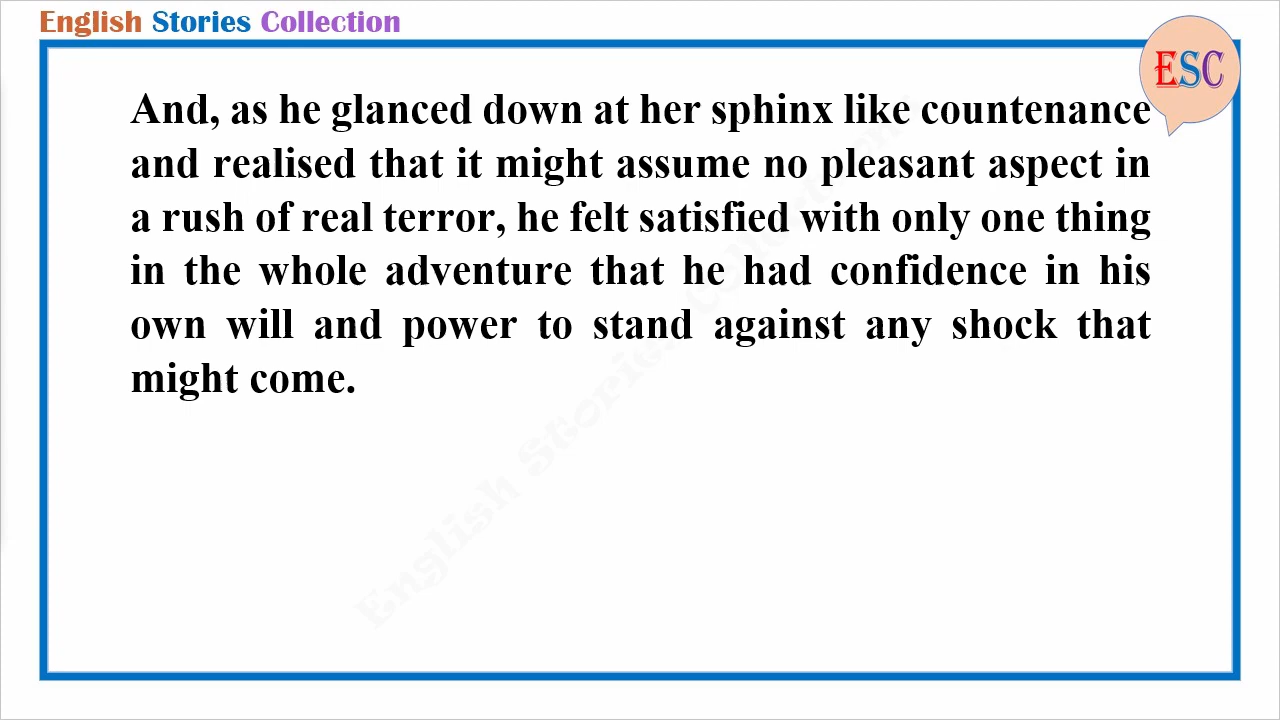 English Stories Collection
ESC
And, as he glanced down at her sphinx like countenance
and realised that it might assume no pleasant aspect in
a rush of real terror, he felt satisfied with only one thing
in the whole adventure that he had confidence in his
own will and power to stand against any shock that
might come.
English Stories Collection